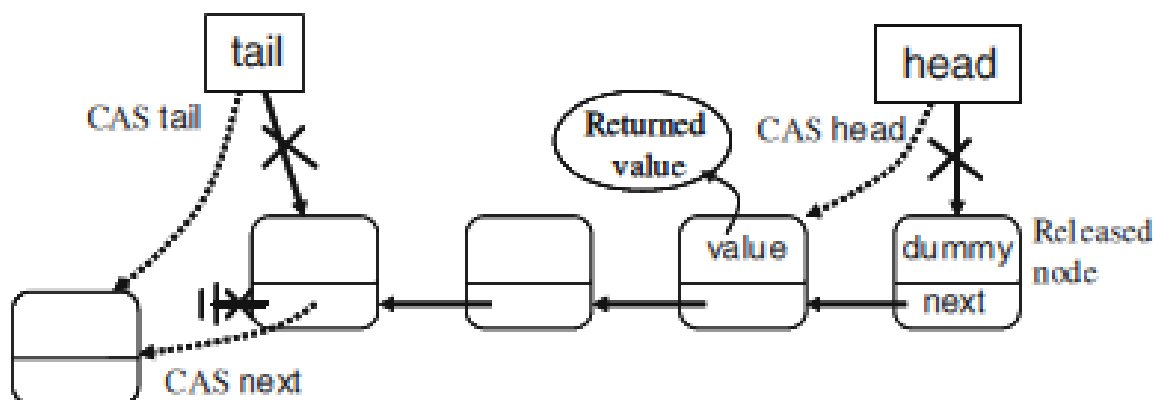 tail
head
CAS tail
Returned
value
CAS head
value
dummy
Released
node
next
CAS next